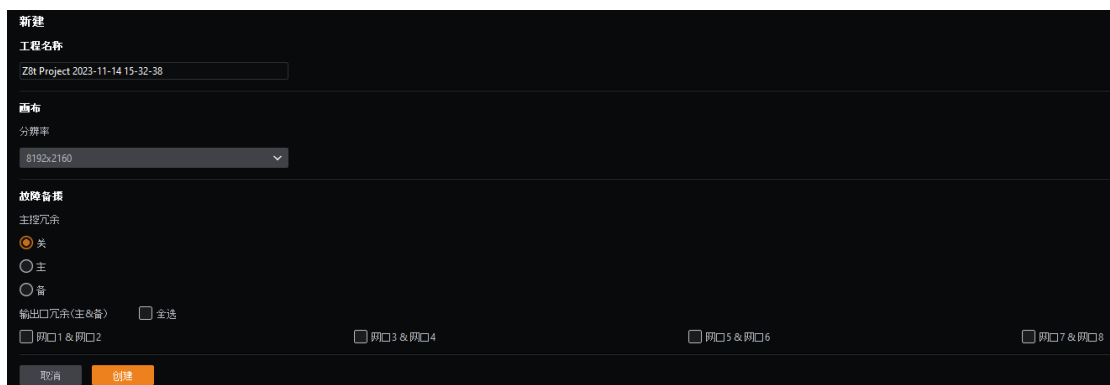 新建
工程名称
Z8t Project 2023-11-14 15-32-38
画布
分辨率
8192x2160
故障备援
主控冗余
关
主
备
输出口冗余(主&备) 全选
网口1 & 网口2 网口3 & 网口4 网口5 & 网口6 网口7 & 网口8
取消 创建